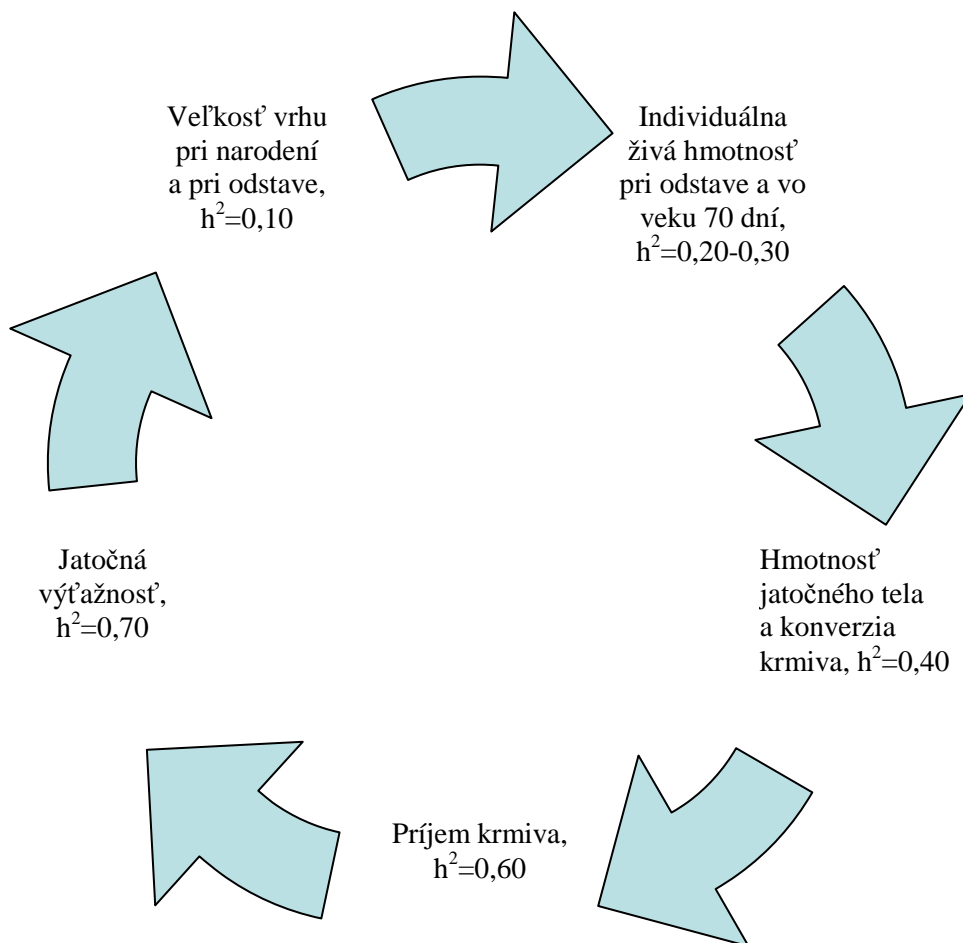 Veľkosť vrhu
pri narodení
a pri odstave,
h²=0,10
Individuálna
živá hmotnosť
pri odstave a vo
veku 70 dní,
h²=0,20-0,30
Hmotnosť
jatočného tela
a konverzia
krmiva, h²=0,40
Príjem krmiva,
h²=0,60
Jatočná
výťažnosť,
h²=0,70